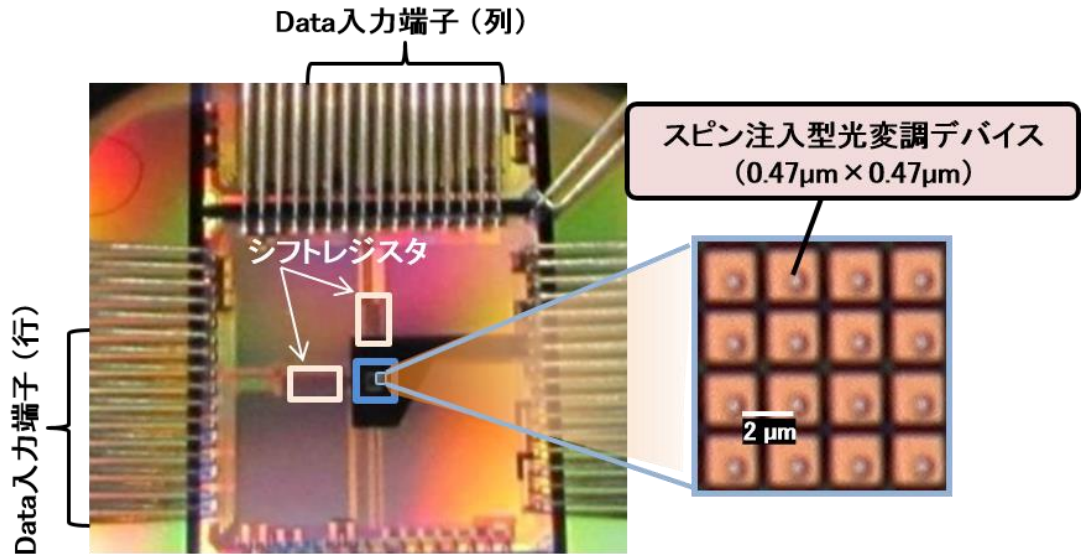 Data入力端子（列）
スピン注入型光変調デバイス
（0.47μm×0.47μm）
シフトレジスタ
Data入力端子（行）
2 μm